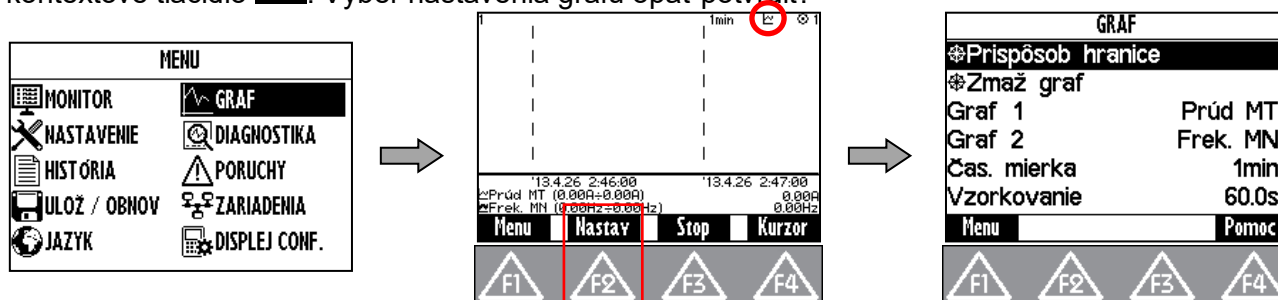 kontextové tlačidlo. Výber nastavenia grafu opäť potvrdiť.
MENU
MONITOR
GRAF
NASTAVENIE
DIAGNOSTIKA
HISTÓRIA
PORUCHY
ULOŽ / OBNOV
ZARIADENIA
JAZYK
DISPLEJ CONF.
1 1min 1
'13.4.26 2:46:00 '13.4.26 2:47:00
Prúd MT (0.00A÷0.00A) 0.00A
Frek. MN (0.00Hz÷0.00Hz) 0.00Hz
Menu Nastav Stop Kurzor
F1 F2 F3 F4
GRAF
Prispôsob hranice
Zmaž graf
Graf 1 Prúd MT
Graf 2 Frek. MN
Čas. mierka 1min
Vzorkovanie 60.0s
Menu Pomoc
F1 F2 F3 F4